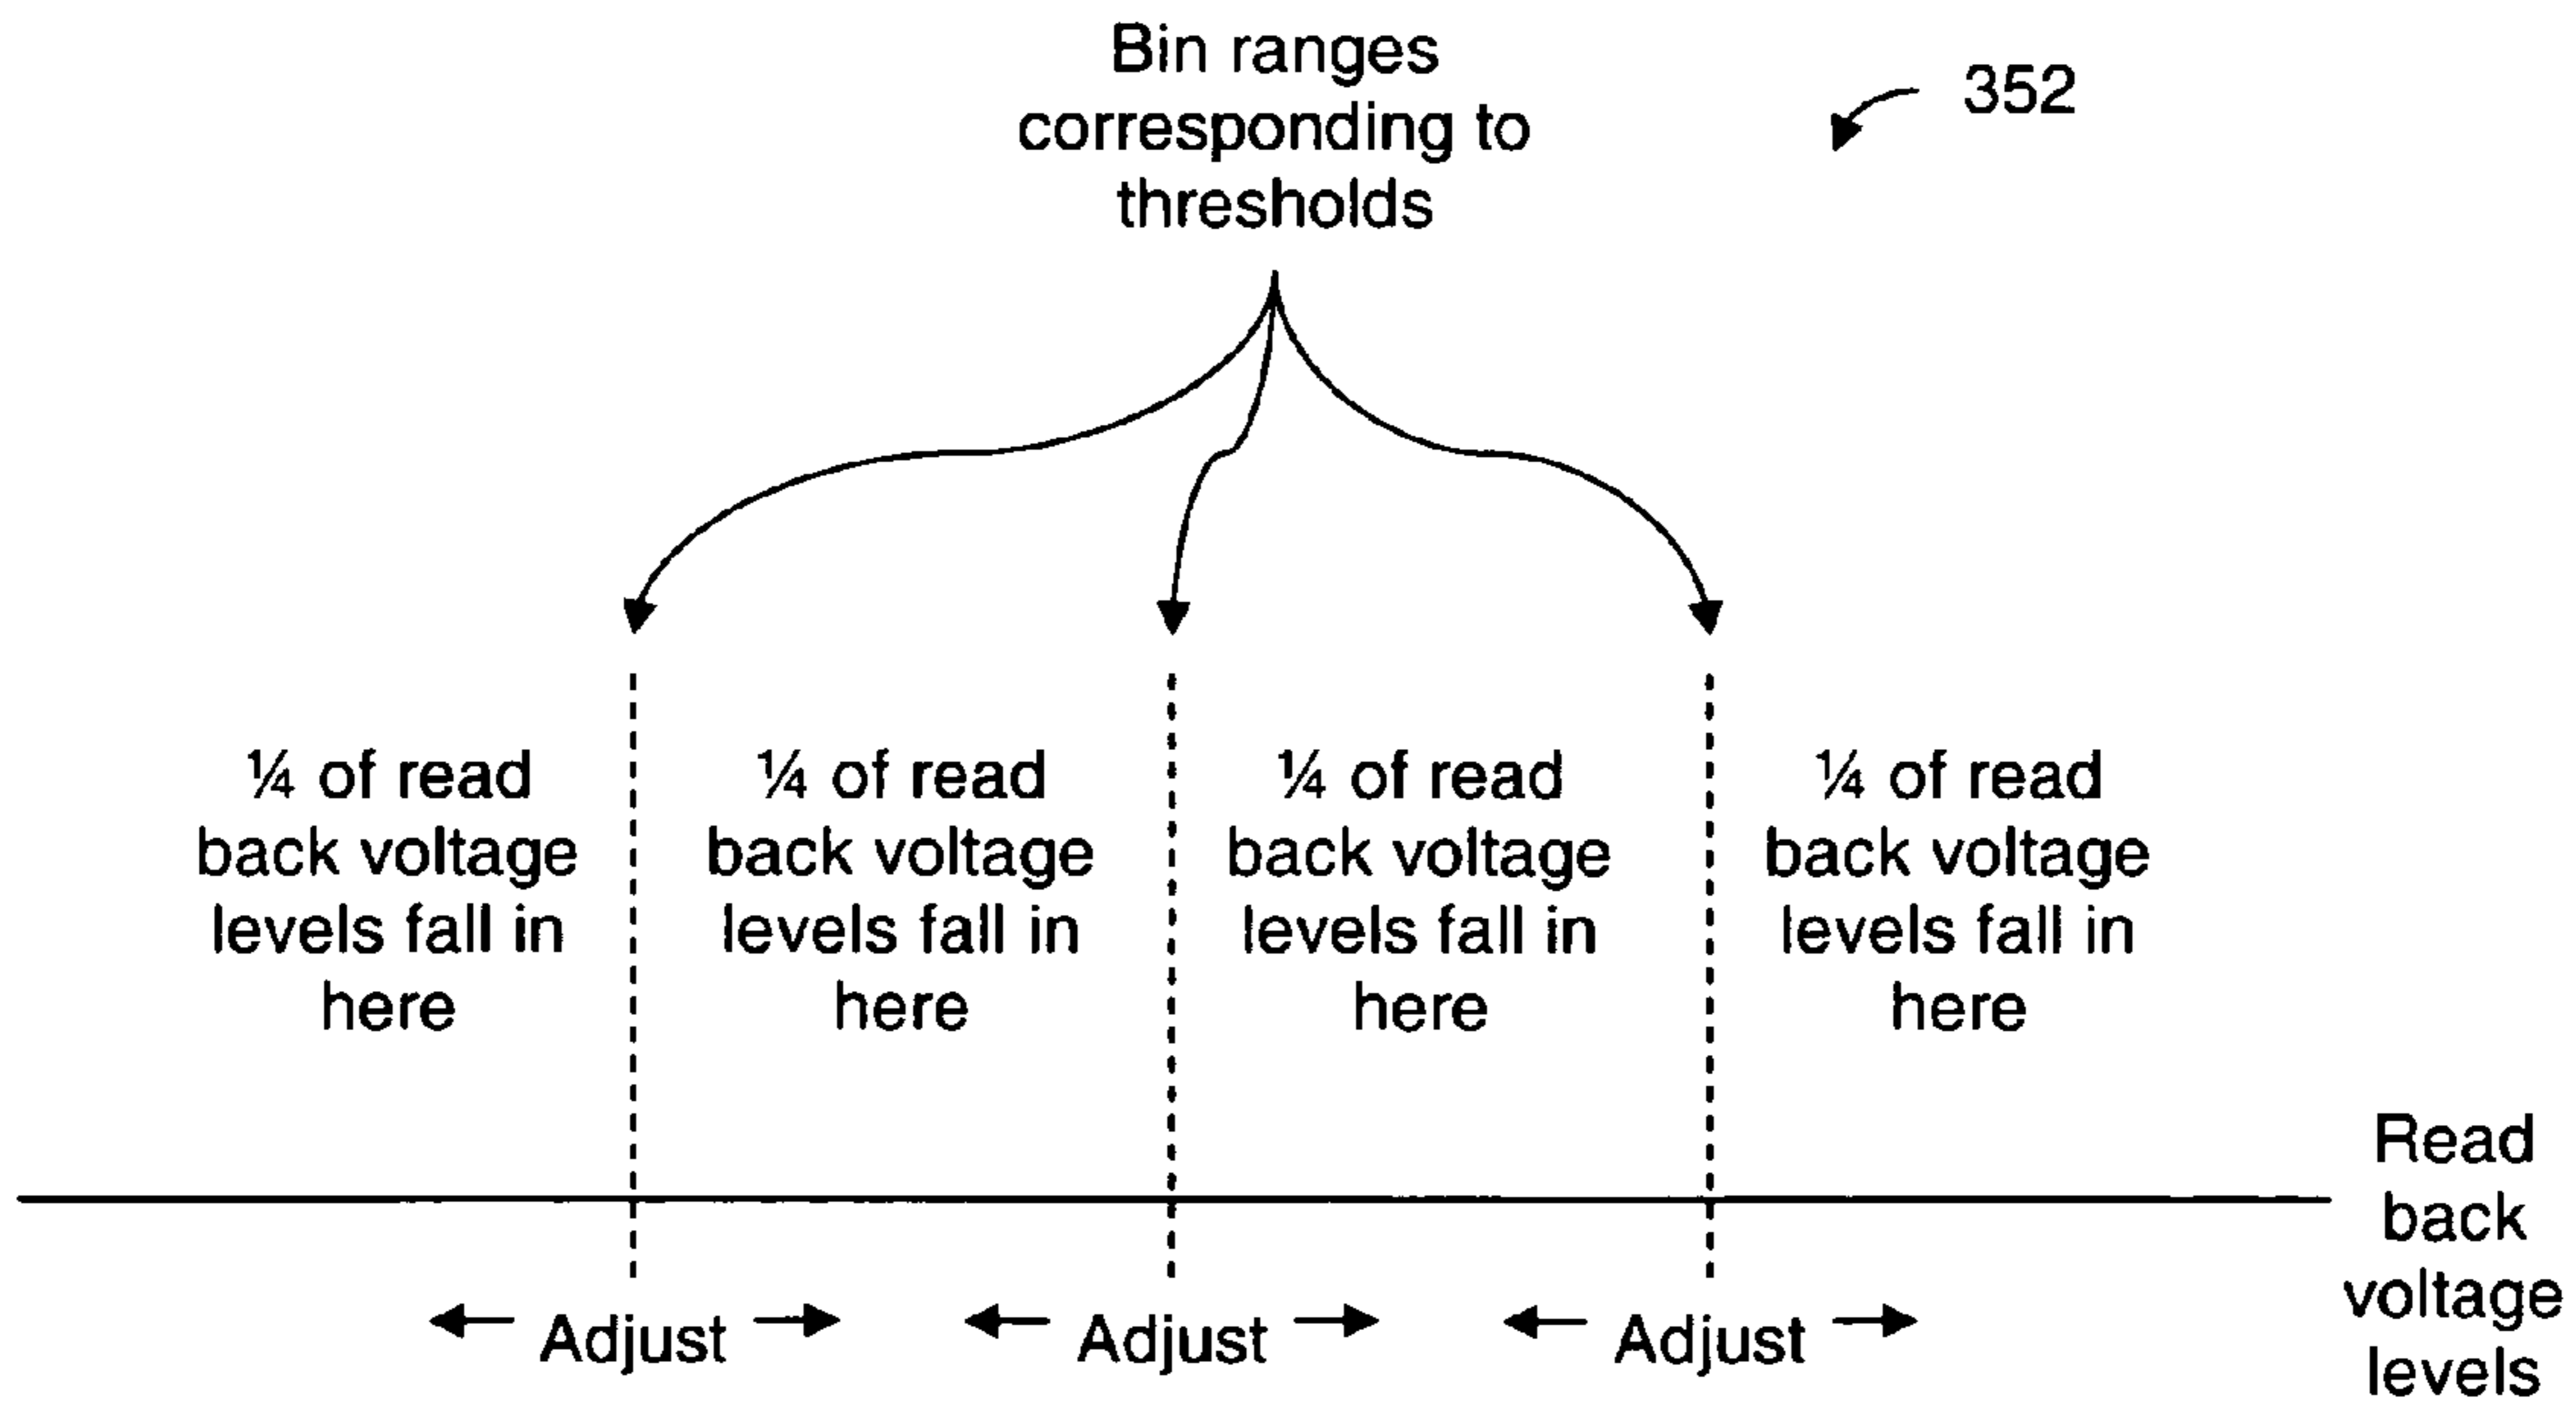 Bin ranges
corresponding to
thresholds
352
¼ of read
back voltage
levels fall in
here
¼ of read
back voltage
levels fall in
here
¼ of read
back voltage
levels fall in
here
¼ of read
back voltage
levels fall in
here
Read
back
voltage
levels
Adjust
Adjust
Adjust